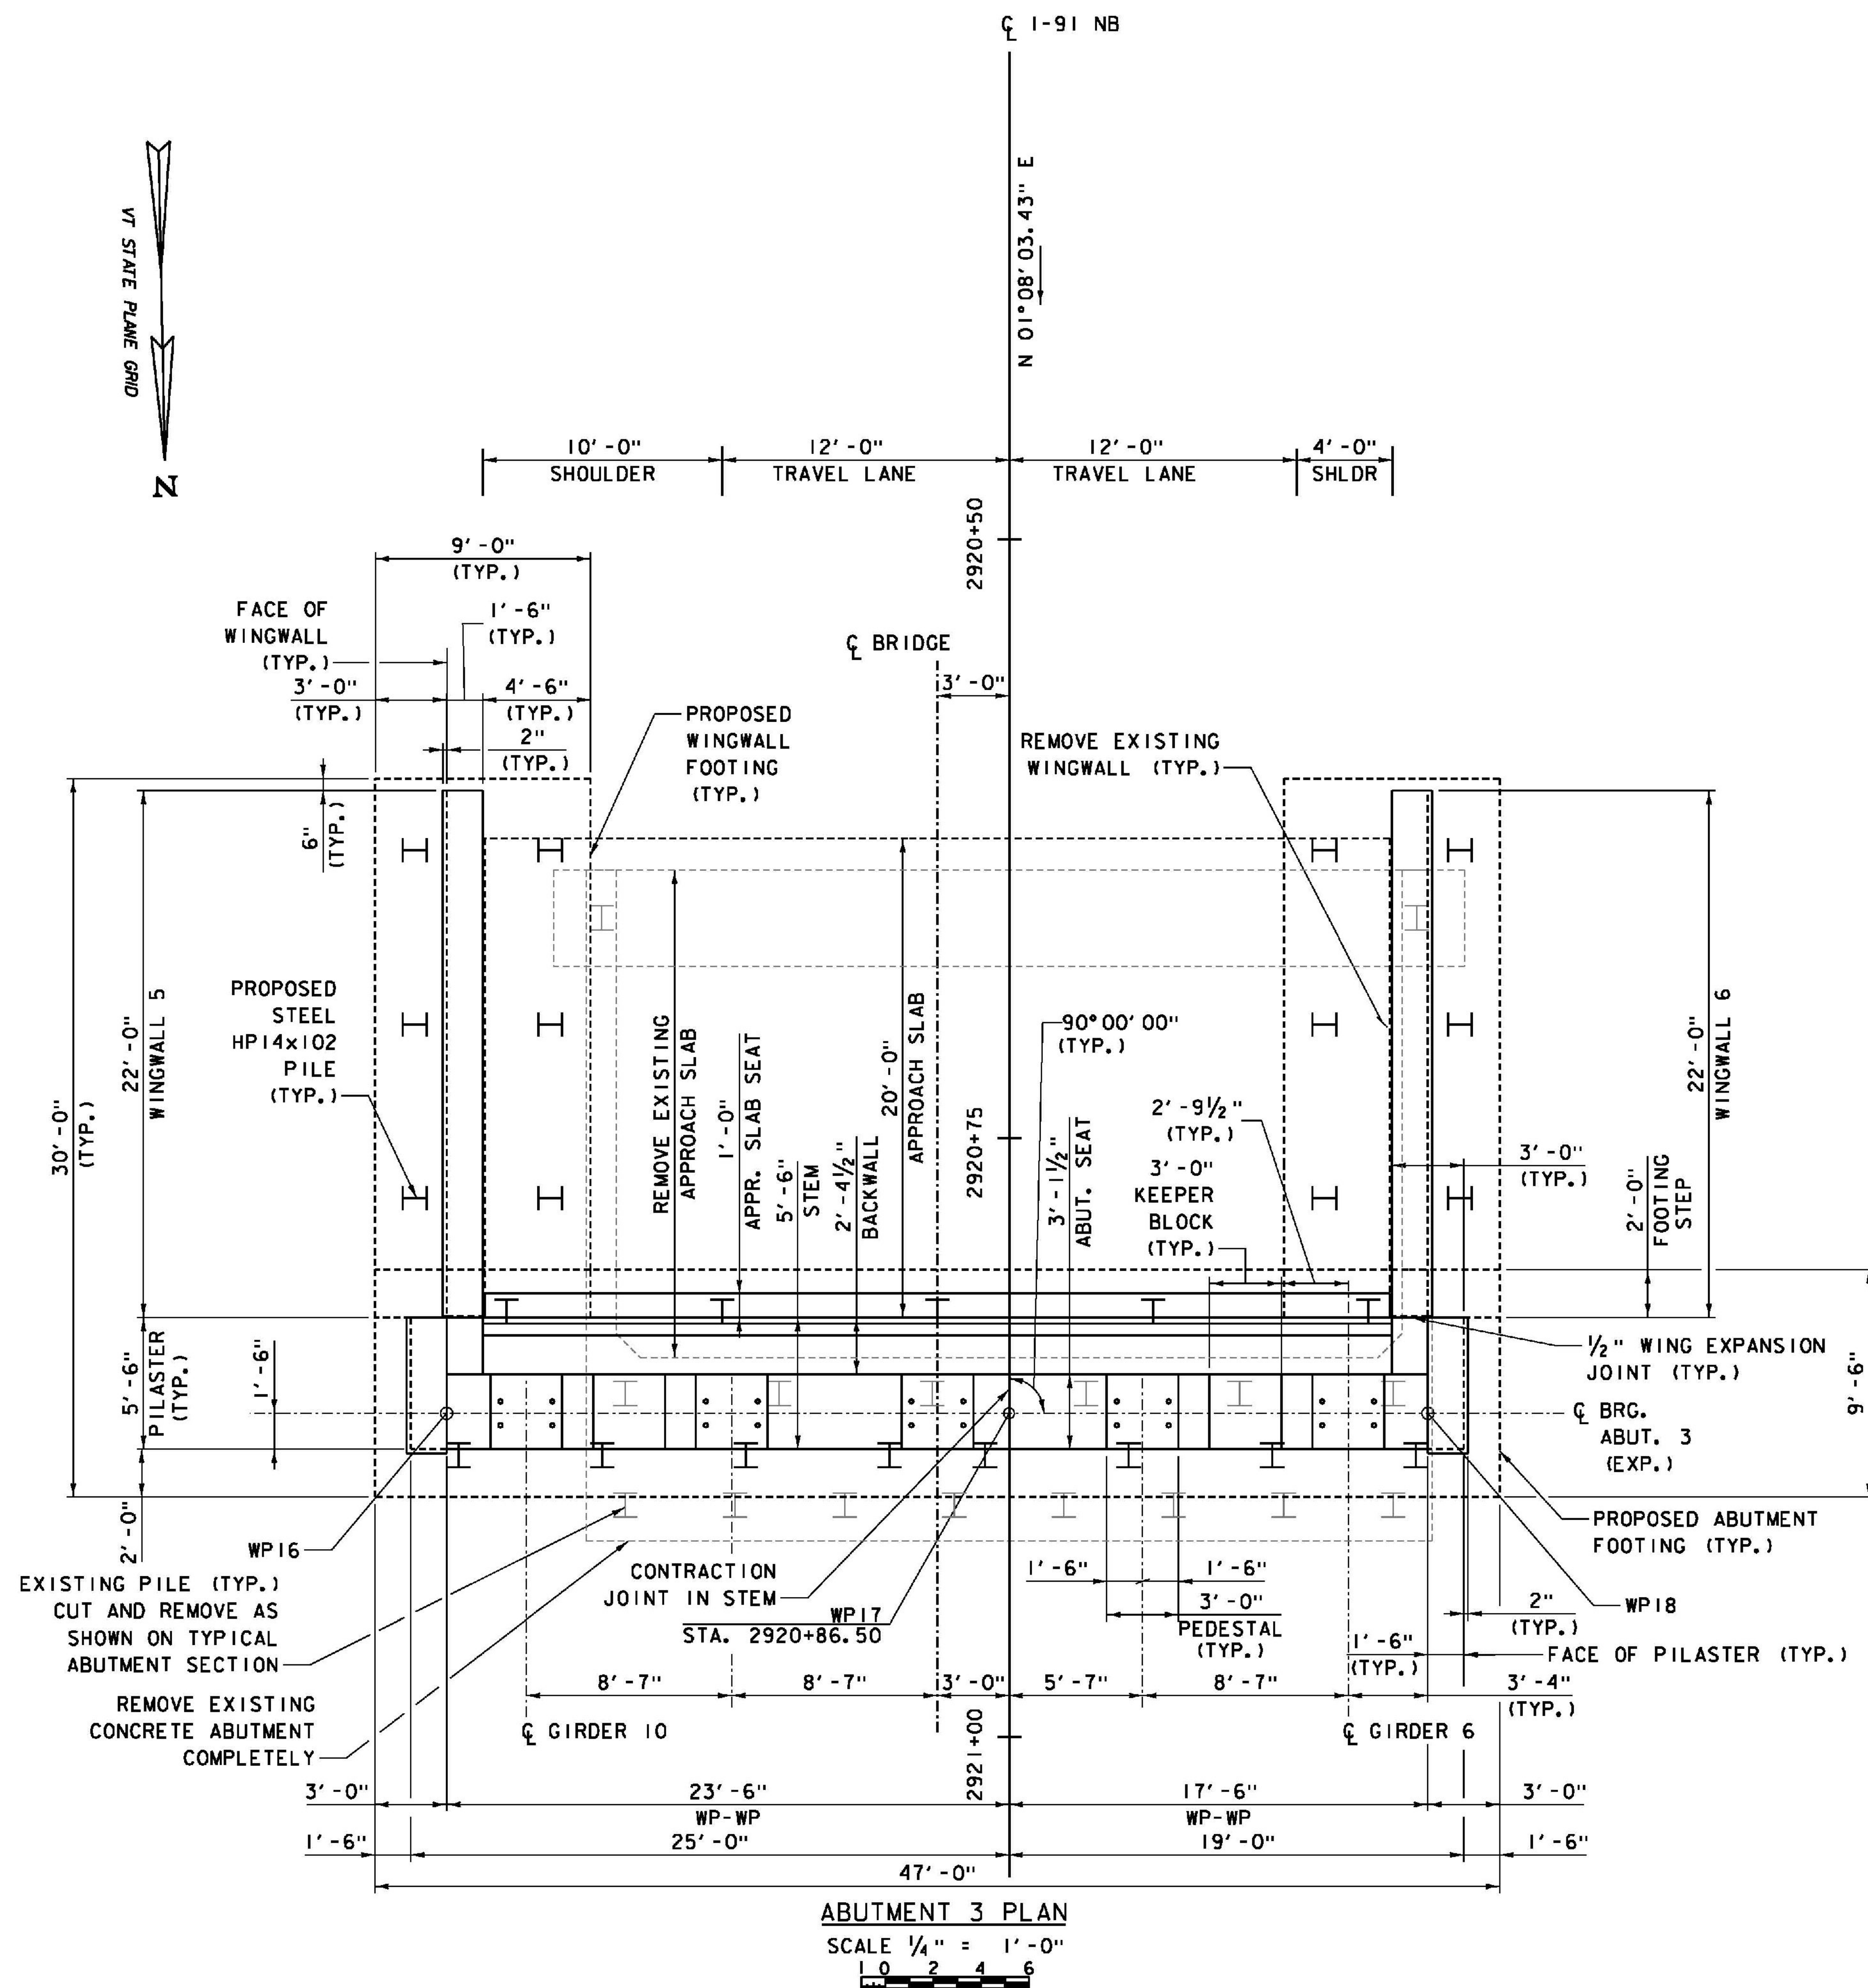 ℄ I-91 NB
N 01°08'03.43" E
VT STATE PLANE GRID
N
10'-0"
SHOULDER
12'-0"
TRAVEL LANE
12'-0"
TRAVEL LANE
4'-0"
SHLDR
2920+50
9'-0"
(TYP.)
FACE OF
WINGWALL
(TYP.)
1'-6"
(TYP.)
℄ BRIDGE
3'-0"
3'-0"
(TYP.)
4'-6"
(TYP.)
2"
(TYP.)
PROPOSED
WINGWALL
FOOTING
(TYP.)
REMOVE EXISTING
WINGWALL (TYP.)
6"
(TYP.)
30'-0"
(TYP.)
22'-0"
WINGWALL 5
PROPOSED
STEEL
HP14x102
PILE
(TYP.)
REMOVE EXISTING
APPROACH SLAB
1'-0"
APPR. SLAB SEAT
5'-6"
STEM
2'-4½"
BACKWALL
20'-0"
APPROACH SLAB
2920+75
90°00'00"
(TYP.)
3'-1½"
ABUT. SEAT
2'-9½"
(TYP.)
3'-0"
KEEPER
BLOCK
(TYP.)
22'-0"
WINGWALL 6
3'-0"
(TYP.)
2'-0"
FOOTING
STEP
5'-6"
PILASTER
(TYP.)
1'-6"
½" WING EXPANSION
JOINT (TYP.)
9'-6"
℄ BRG.
ABUT. 3
(EXP.)
2'-0"
WP16
PROPOSED ABUTMENT
FOOTING (TYP.)
EXISTING PILE (TYP.)
CUT AND REMOVE AS
SHOWN ON TYPICAL
ABUTMENT SECTION
CONTRACTION
JOINT IN STEM
WP17
STA. 2920+86.50
1'-6"
1'-6"
3'-0"
PEDESTAL
(TYP.)
WP18
2"
(TYP.)
1'-6"
(TYP.)
FACE OF PILASTER (TYP.)
REMOVE EXISTING
CONCRETE ABUTMENT
COMPLETELY
8'-7"
8'-7"
3'-0"
5'-7"
8'-7"
3'-4"
(TYP.)
℄ GIRDER 10
2921+00
℄ GIRDER 6
3'-0"
23'-6"
WP-WP
17'-6"
WP-WP
3'-0"
1'-6"
25'-0"
19'-0"
1'-6"
47'-0"
ABUTMENT 3 PLAN
SCALE ¼" = 1'-0"
1 0 2 4 6